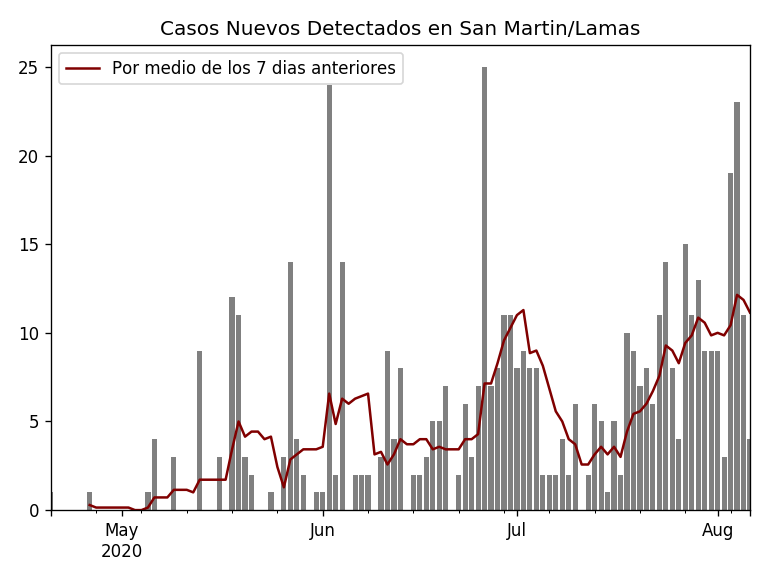 Casos Nuevos Detectados en San Martin/Lamas
Por medio de los 7 dias anteriores
25
20
15
10
5
0
May
2020
Jun
Jul
Aug